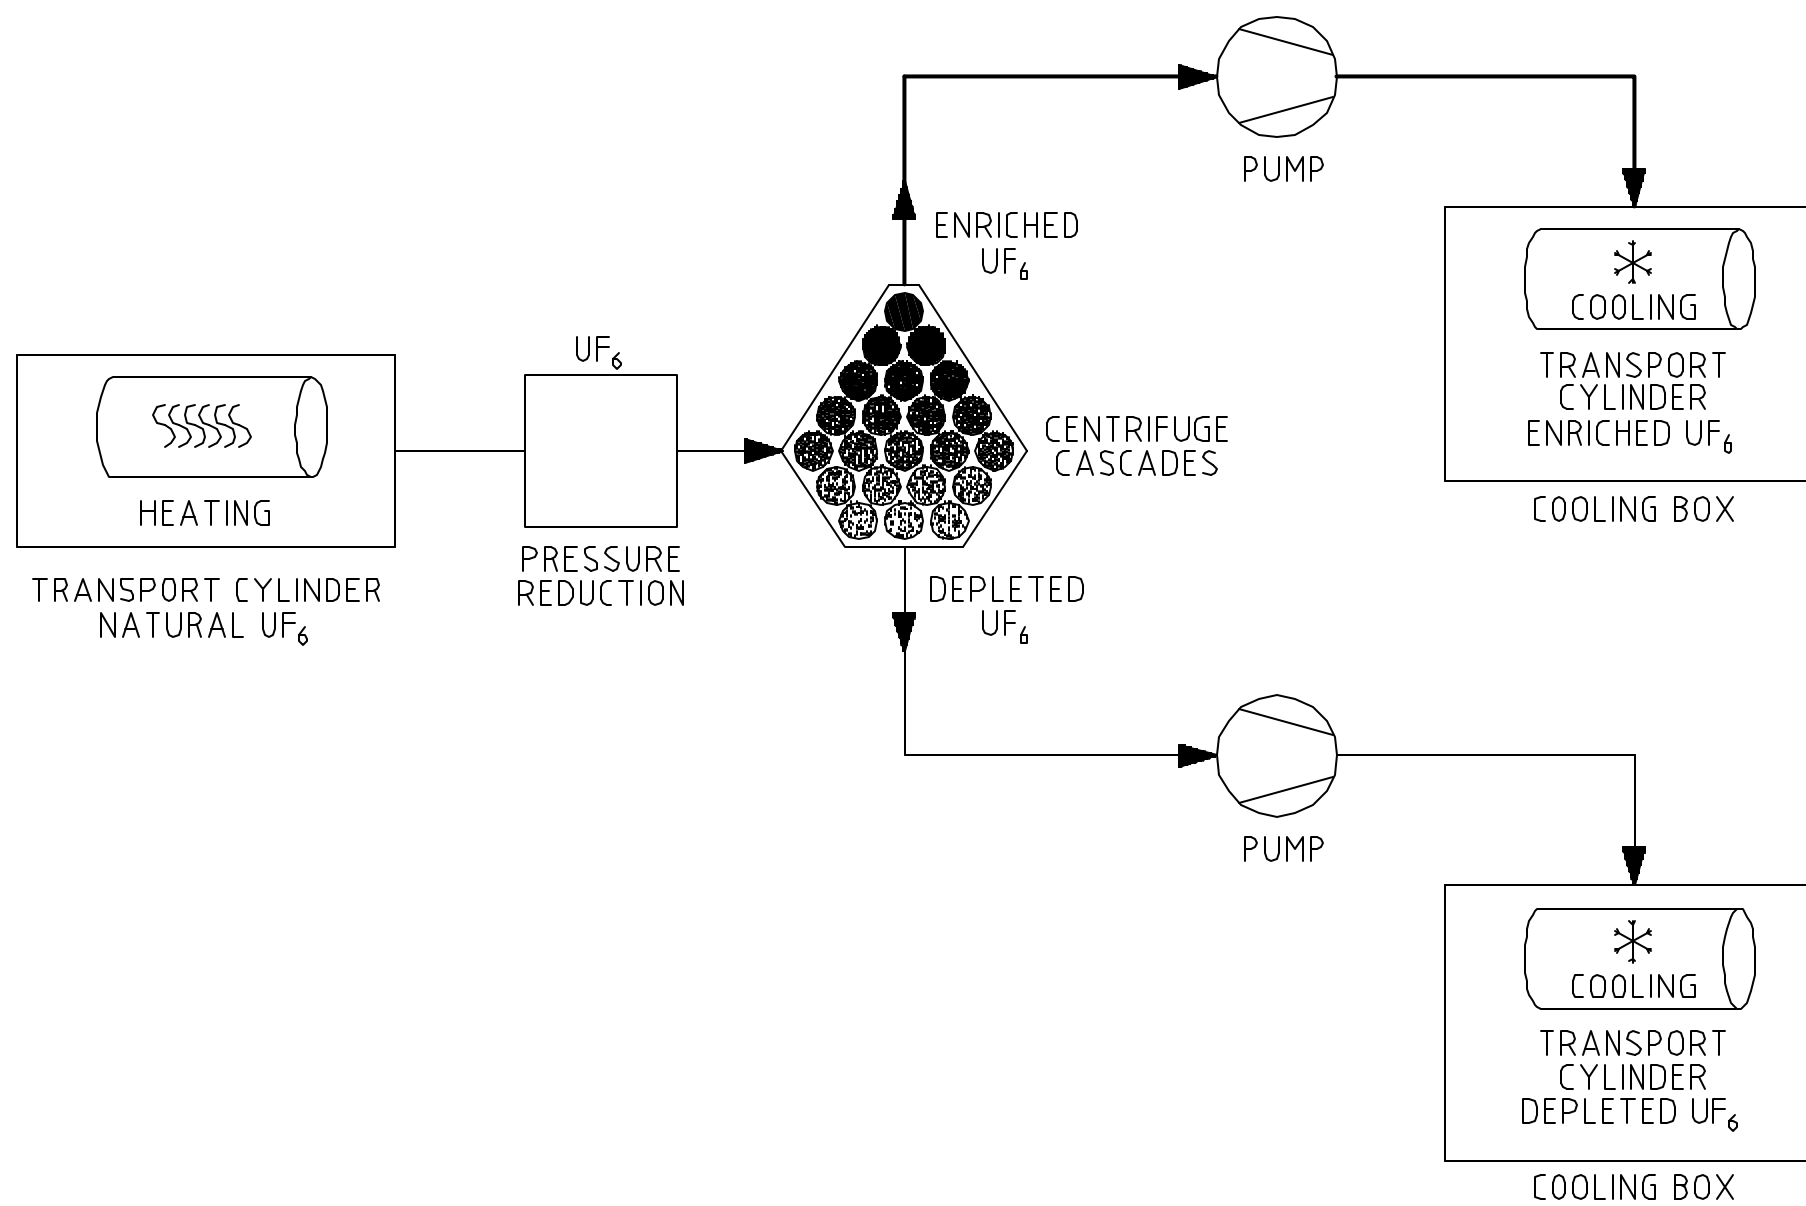 PUMP
ENRICHED
UF₆
COOLING
TRANSPORT
CYLINDER
ENRICHED UF₆
COOLING BOX
HEATING
TRANSPORT CYLINDER
NATURAL UF₆
UF₆
PRESSURE
REDUCTION
CENTRIFUGE
CASCADES
DEPLETED
UF₆
PUMP
COOLING
TRANSPORT
CYLINDER
DEPLETED UF₆
COOLING BOX